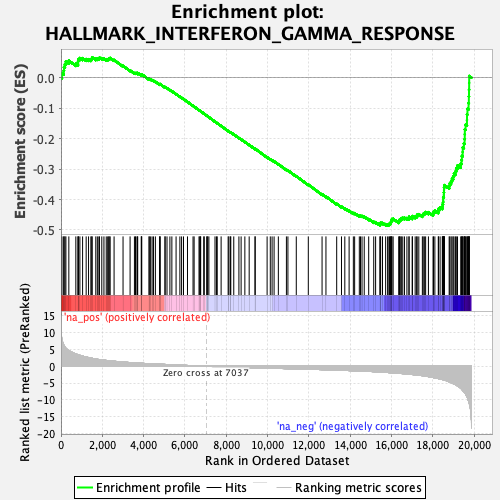 Enrichment plot:
HALLMARK_INTERFERON_GAMMA_RESPONSE
Enrichment score (ES)
0.0
-0.1
-0.2
-0.3
-0.4
-0.5
Ranked list metric (PreRanked)
15
10
5
0
-5
-10
-15
-20
'na_pos' (positively correlated)
Zero cross at 7037
'na_neg' (negatively correlated)
0
2,000
4,000
6,000
8,000
10,000
12,000
14,000
16,000
18,000
20,000
Rank in Ordered Dataset
Enrichment profile
Hits
Ranking metric scores